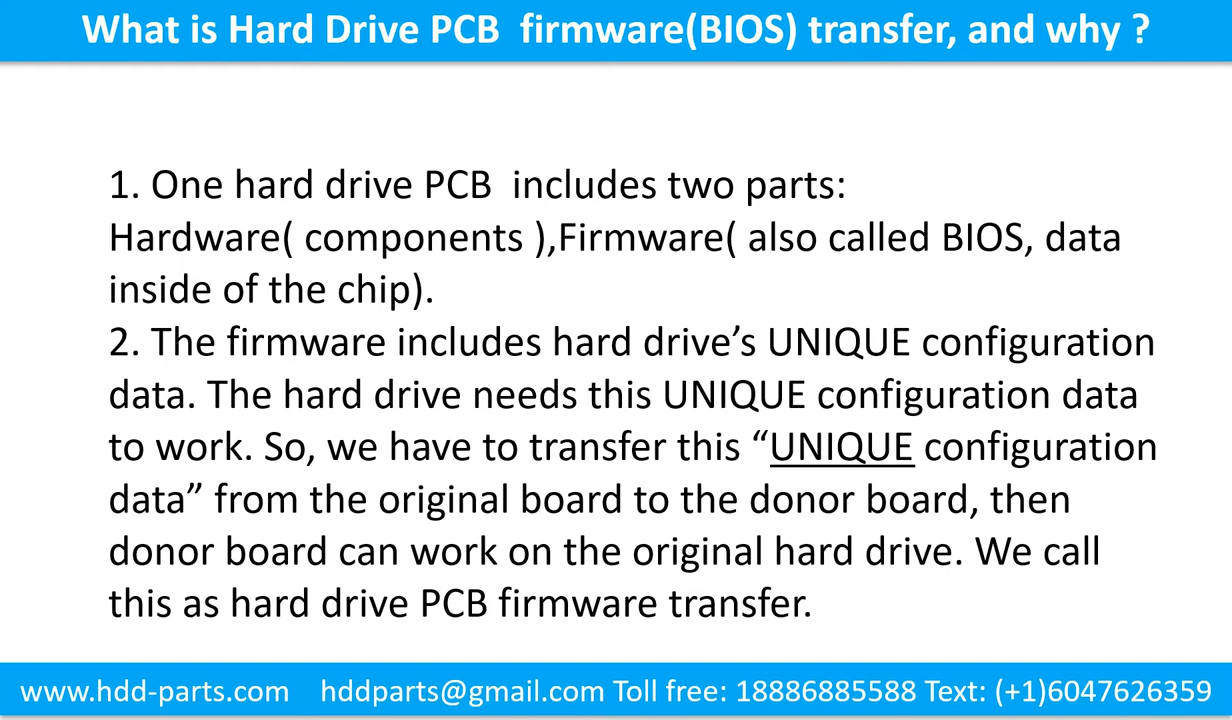 What is Hard Drive PCB  firmware(BIOS) transfer, and why ?
1. One hard drive PCB  includes two parts:
Hardware( components ),Firmware( also called BIOS, data
inside of the chip).
2. The firmware includes hard drive’s UNIQUE configuration
data. The hard drive needs this UNIQUE configuration data
to work. So, we have to transfer this “UNIQUE configuration
data” from the original board to the donor board, then
donor board can work on the original hard drive. We call
this as hard drive PCB firmware transfer.
www.hdd-parts.com    hddparts@gmail.com Toll free: 18886885588 Text: (+1)6047626359